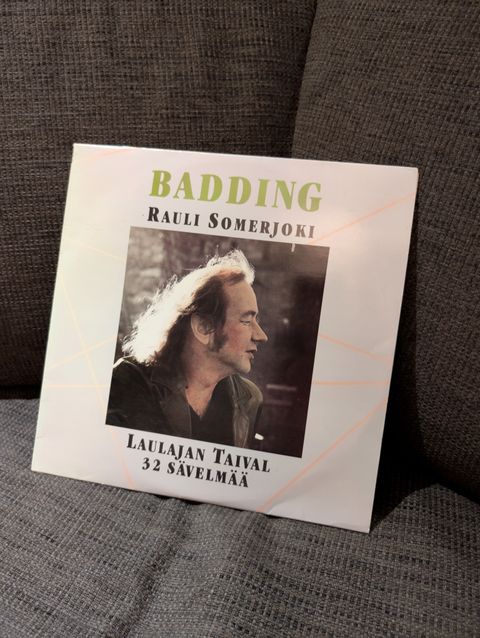 BADDING
RAULI SOMERJOKI
LAULAJAN TAIVAL
32 SÄVELMÄÄ